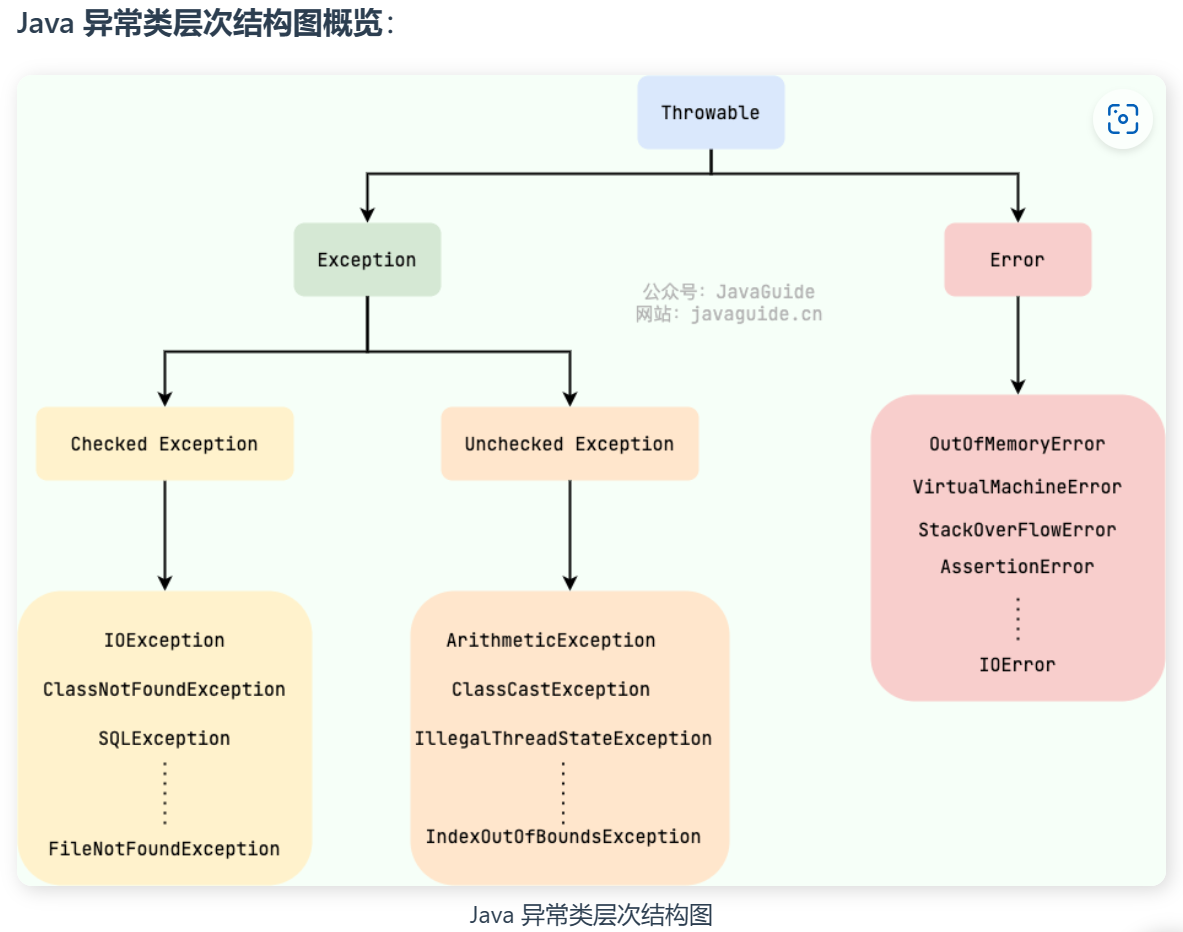 Java 异常类层次结构图概览：
Throwable
Exception
Error
公众号：JavaGuide
网站：javaguide.cn
Checked Exception
Unchecked Exception
OutOfMemoryError
VirtualMachineError
StackOverFlowError
AssertionError
IOError
IOException
ClassNotFoundException
SQLException
FileNotFoundException
ArithmeticException
ClassCastException
IllegalThreadStateException
IndexOutOfBoundsException
Java 异常类层次结构图